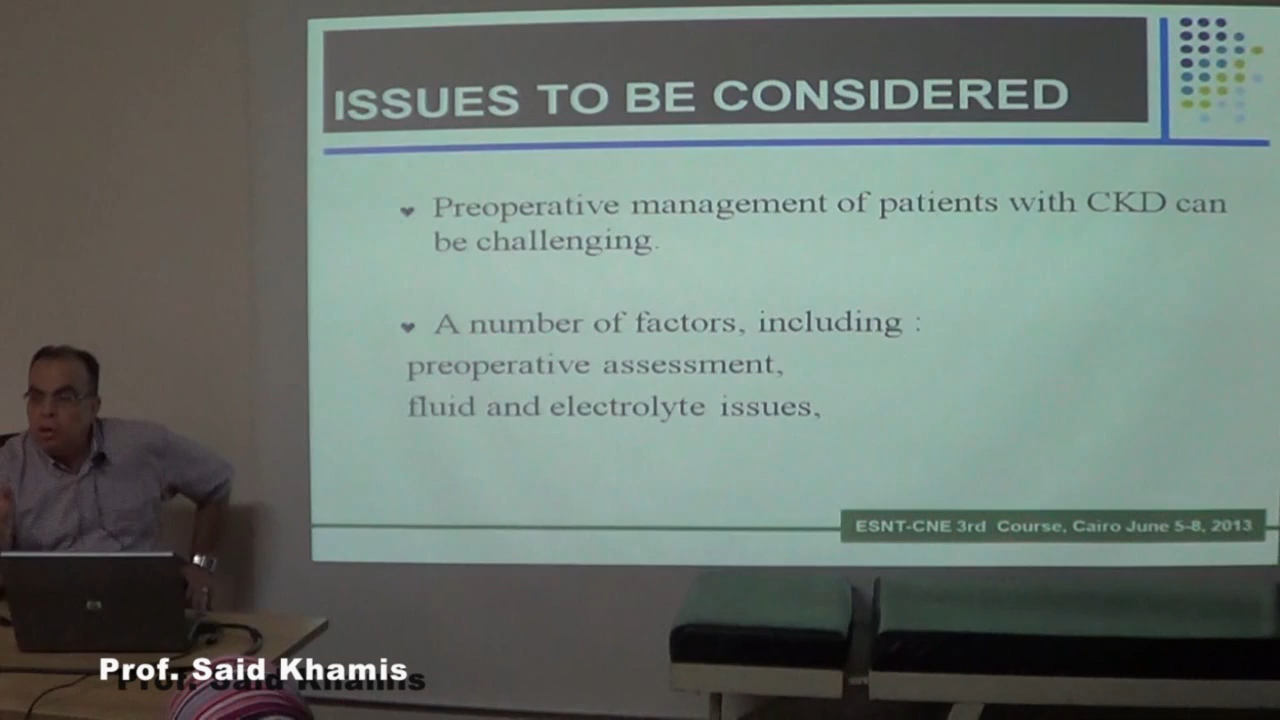 ISSUES TO BE CONSIDERED
Preoperative management of patients with CKD can
be challenging.
A number of factors, including :
preoperative assessment,
fluid and electrolyte issues,
ESNT-CNE 3rd Course, Cairo June 5-8, 2013
Prof. Said Khamis